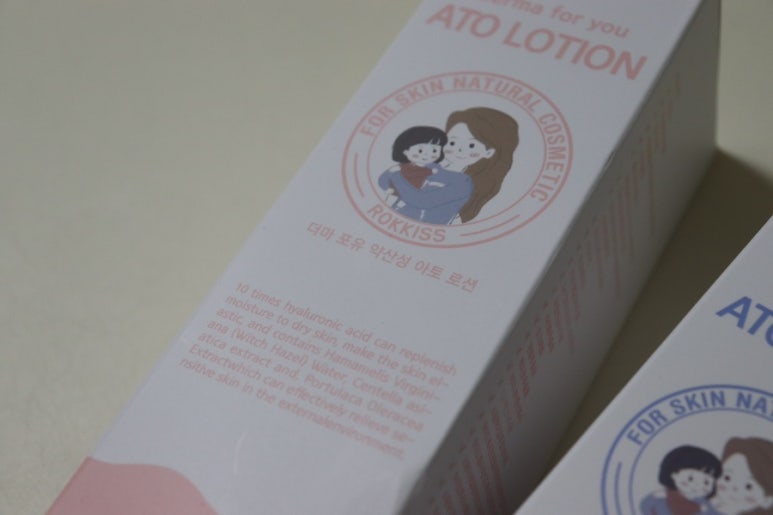 for you
ATO LOTION
FOR SKIN NATURAL COSMETIC
ROKKISS
더마 포유 약산성 아토 로션
10 times hyaluronic acid can replenish
moisture to dry skin, make the skin el-
astic, and contains Hamamelis Virgini-
ana (Witch Hazel) Water, Centella asi-
atica extract and, Portulaca Oleracea
Extractwhich can effectively relieve se-
nsitive skin in the externalenvironment.
ATO
FOR SKIN NAT